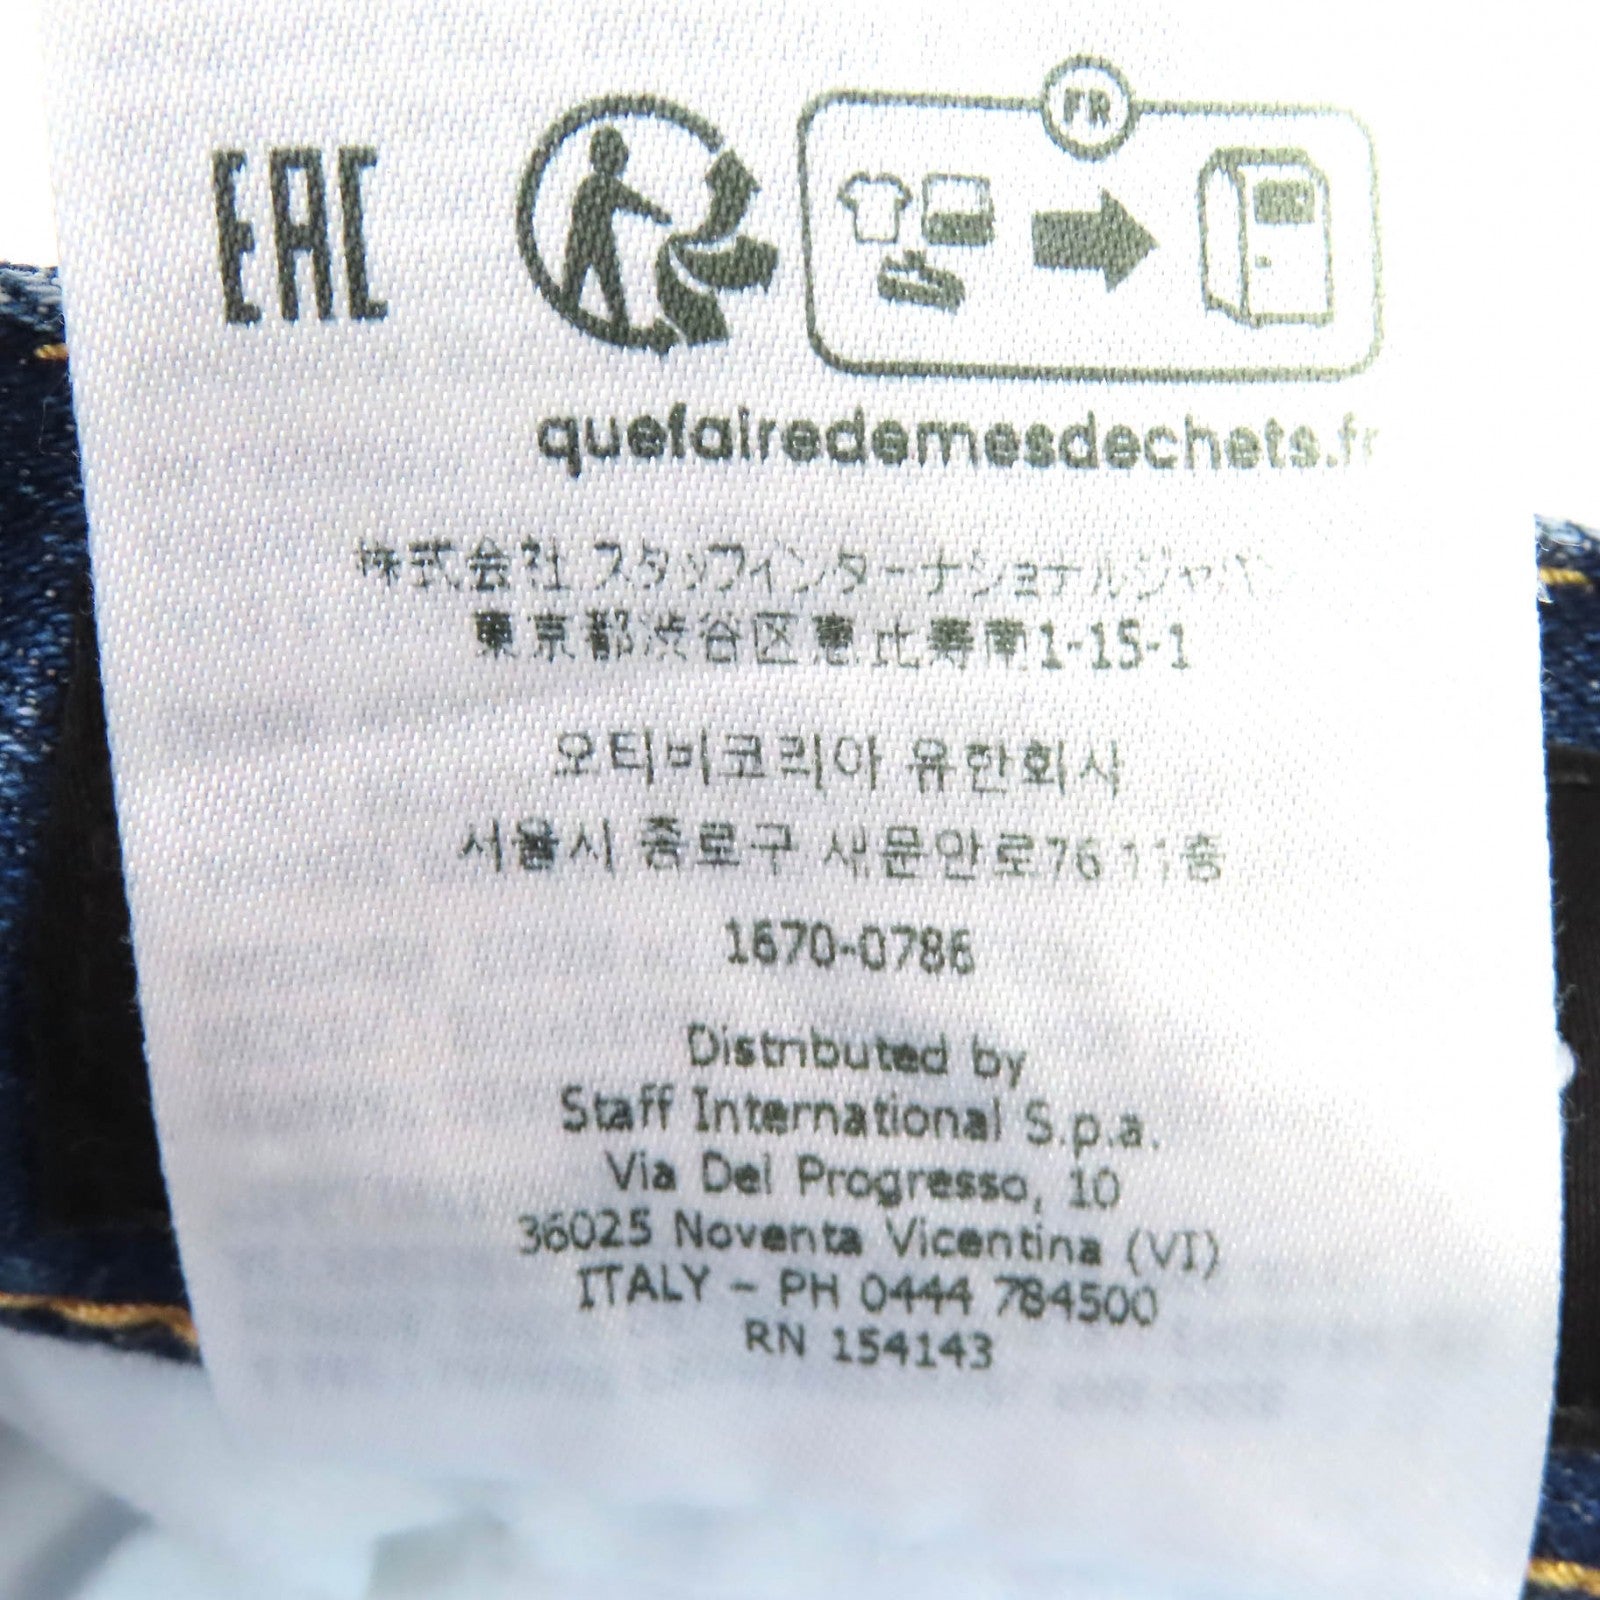 EAC
FR
quefairedemesdechets.fr
株式会社 スタッフインターナショナルジャパン
東京都渋谷区恵比寿南1-15-1
오티비코리아 유한회사
서울시 종로구 새문안로76 11층
1670-0786
Distributed by
Staff International S.p.a.
Via Del Progresso, 10
36025 Noventa Vicentina (VI)
ITALY - PH 0444 784500
RN 154143